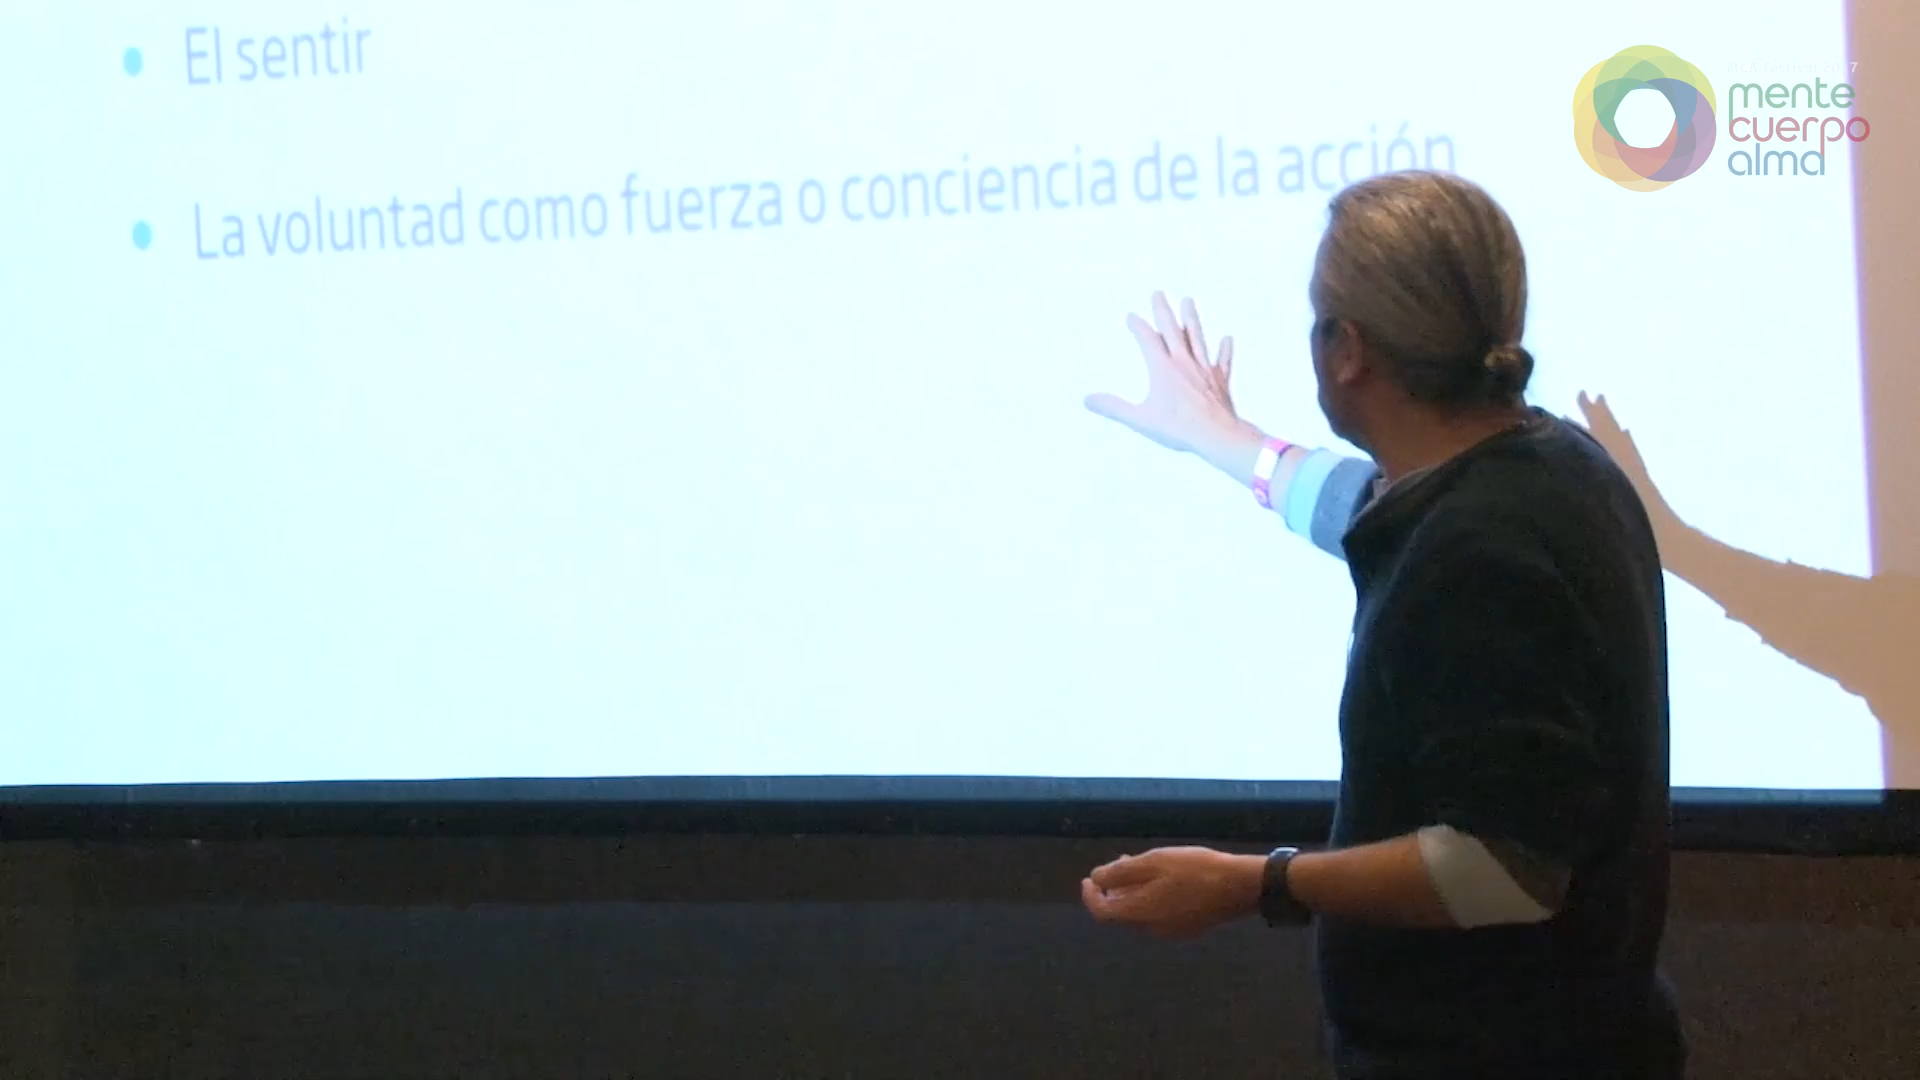 El sentir
La voluntad como fuerza o conciencia de la acción
mente
cuerpo
alma